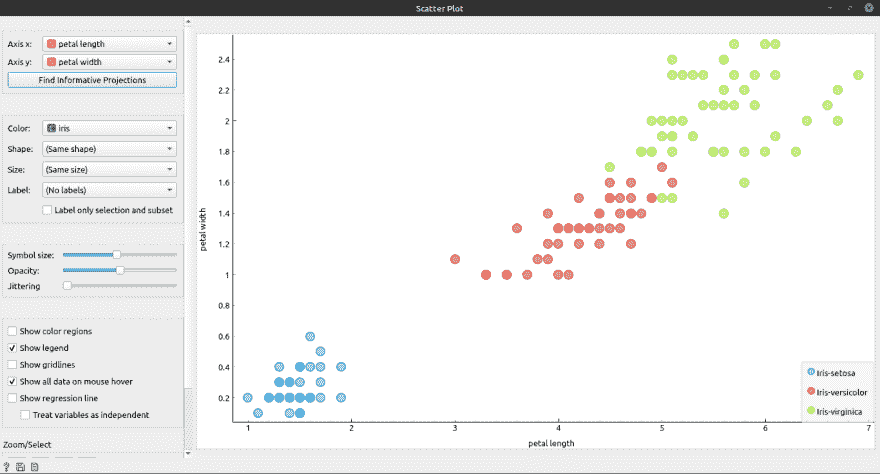 Scatter Plot
Axis x: petal length
Axis y: petal width
Find Informative Projections
Color: iris
Shape: (Same shape)
Size: (Same size)
Label: (No labels)
Label only selection and subset
Symbol size:
Opacity:
Jittering
Show color regions
Show legend
Show gridlines
Show all data on mouse hover
Show regression line
Treat variables as independent
Zoom/Select
petal width
2.4
2.2
2
1.8
1.6
1.4
1.2
1
0.8
0.6
0.4
0.2
1 2 3 4 5 6 7
petal length
Iris-setosa
Iris-versicolor
Iris-virginica